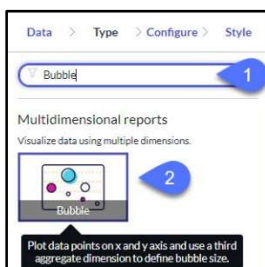 Data > Type > Configure > Style
Bubble
1
Multidimensional reports
Visualize data using multiple dimensions.
2
Bubble
Plot data points on x and y axis and use a third
aggregate dimension to define bubble size.